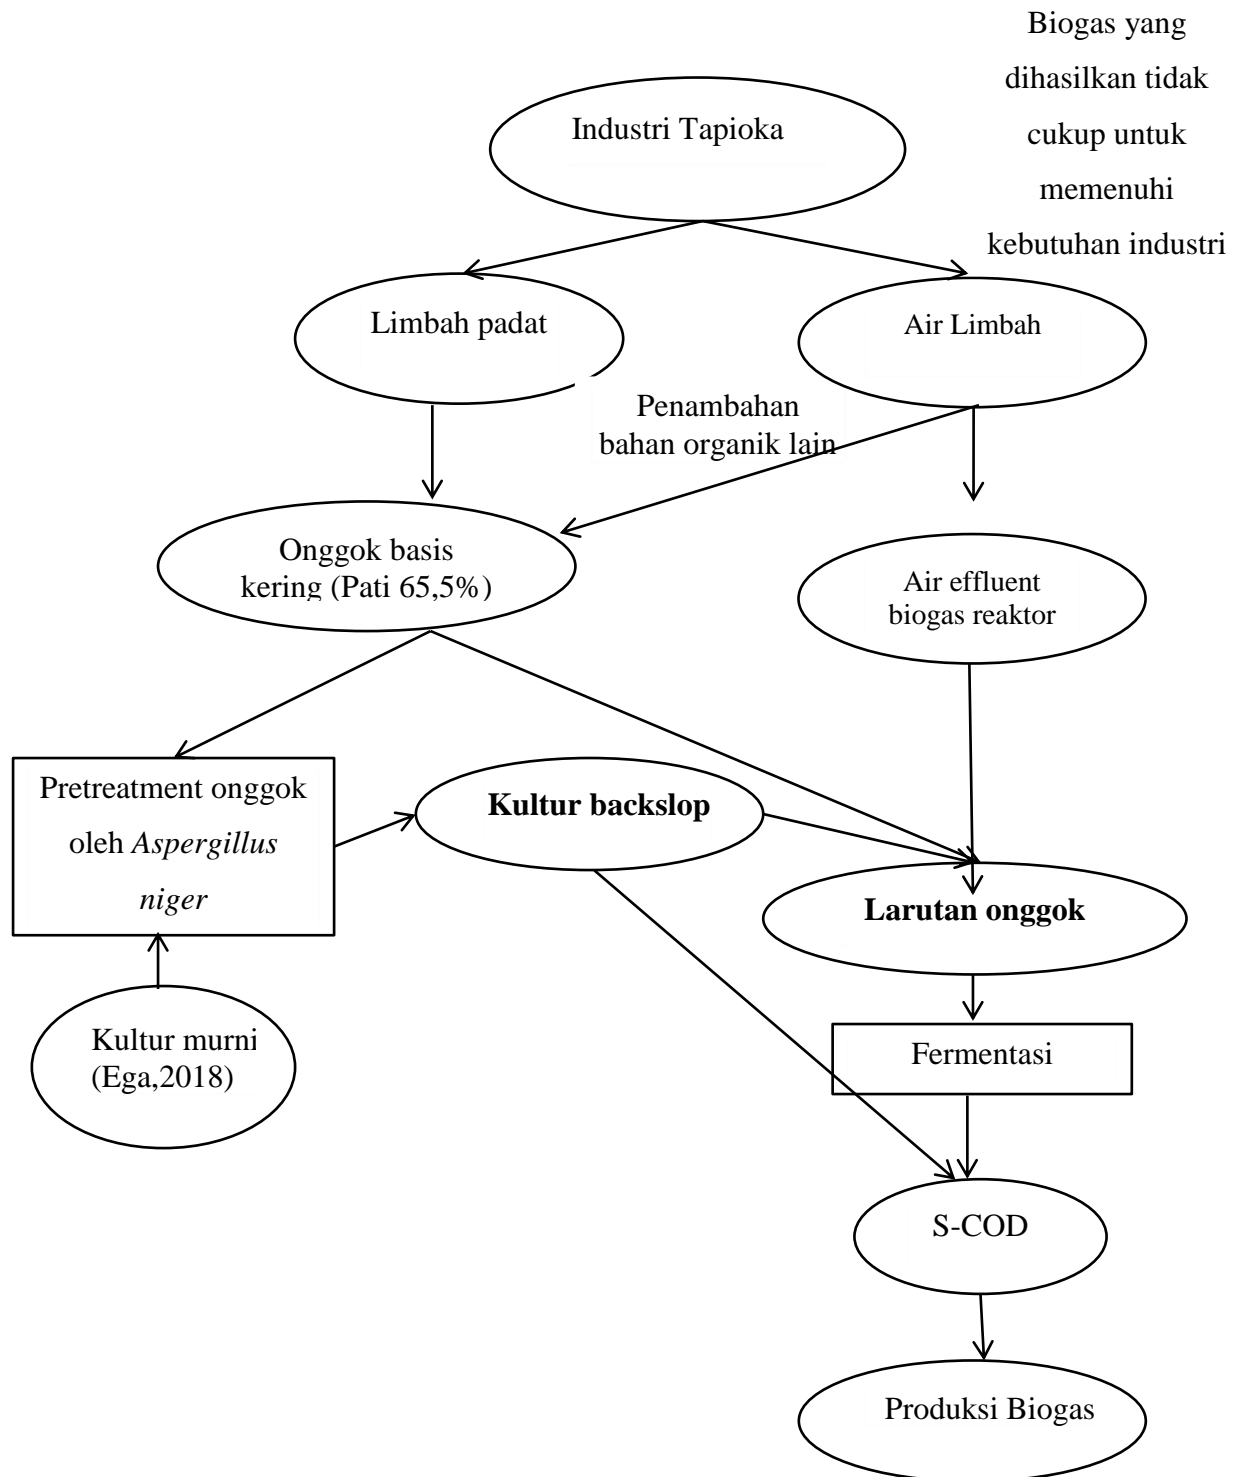 Biogas yang
dihasilkan tidak
cukup untuk
memenuhi
kebutuhan industri
Industri Tapioka
Limbah padat
Air Limbah
Penambahan
bahan organik lain
Onggok basis
kering (Pati 65,5%)
Air effluent
biogas reaktor
Pretreatment onggok
oleh Aspergillus
niger
Kultur backslop
Larutan onggok
Kultur murni
(Ega,2018)
Fermentasi
S-COD
Produksi Biogas